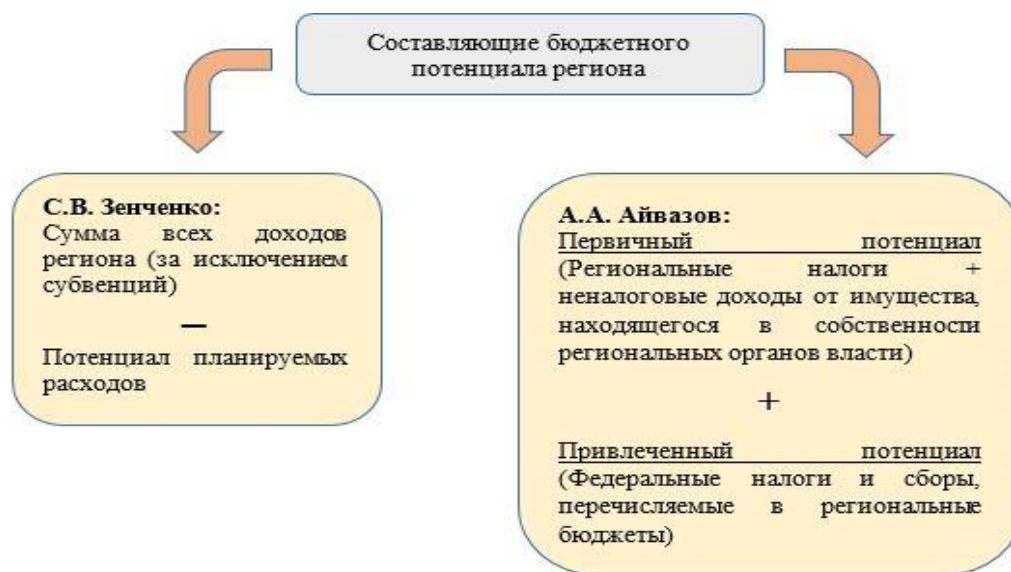 Составляющие бюджетного
потенциала региона
С.В. Зенченко:
Сумма всех доходов
региона (за исключением
субвенций)
—
Потенциал планируемых
расходов
А.А. Айвазов:
Первичный потенциал
(Региональные налоги +
неналоговые доходы от имущества,
находящегося в собственности
региональных органов власти)
+
Привлеченный потенциал
(Федеральные налоги и сборы,
перечисляемые в региональные
бюджеты)